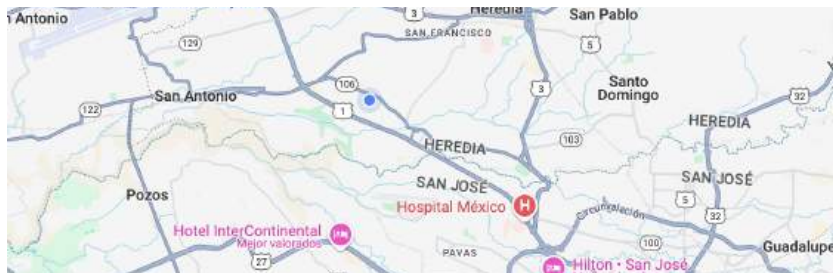 n Antonio
3
Heredia
San Pablo
129
SAN FRANCISCO
5
106
3
Santo
Domingo
32
San Antonio
122
1
HEREDIA
103
HEREDIA
SAN JOSÉ
SAN JOSÉ
Pozos
5
Hospital México
H
Circunvalación
32
Hotel InterContinental
Mejor valorados
100
Guadalupe
27
PAVAS
Hilton • San José